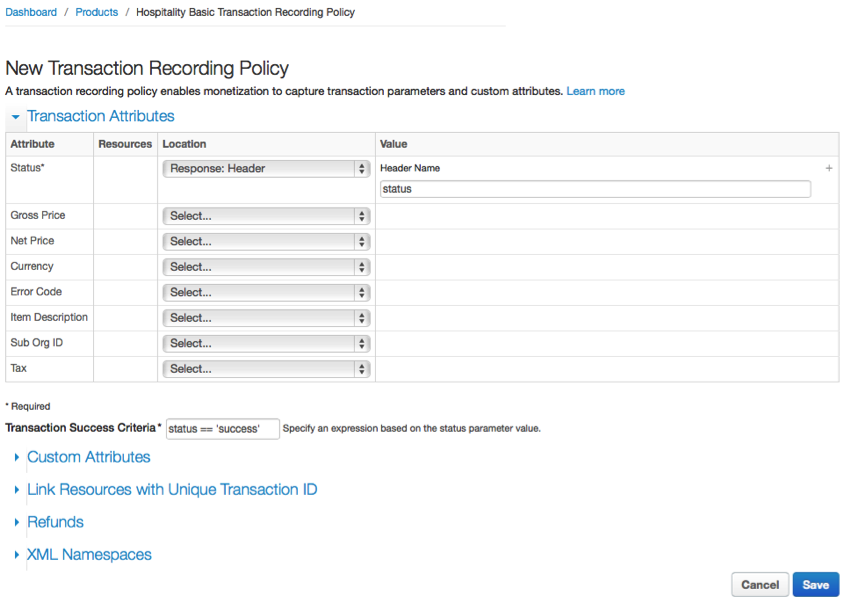 Dashboard / Products / Hospitality Basic Transaction Recording Policy
New Transaction Recording Policy
A transaction recording policy enables monetization to capture transaction parameters and custom attributes. Learn more
Transaction Attributes
Attribute Resources Location Value
Status* Response: Header Header Name +
status
Gross Price Select...
Net Price Select...
Currency Select...
Error Code Select...
Item Description Select...
Sub Org ID Select...
Tax Select...
* Required
Transaction Success Criteria* status == 'success' Specify an expression based on the status parameter value.
Custom Attributes
Link Resources with Unique Transaction ID
Refunds
XML Namespaces
Cancel Save